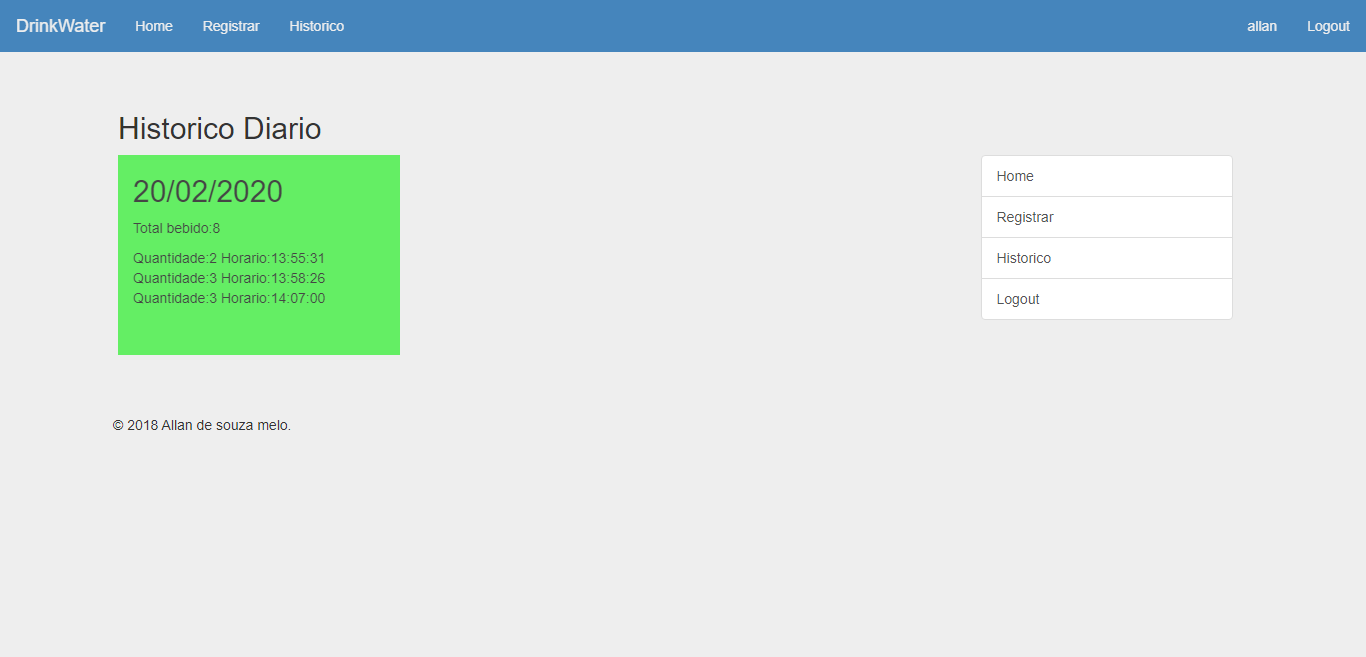 DrinkWater Home Registrar Historico allan Logout
Historico Diario
20/02/2020
Total bebido:8
Quantidade:2 Horario:13:55:31
Quantidade:3 Horario:13:58:26
Quantidade:3 Horario:14:07:00
Home
Registrar
Historico
Logout
© 2018 Allan de souza melo.